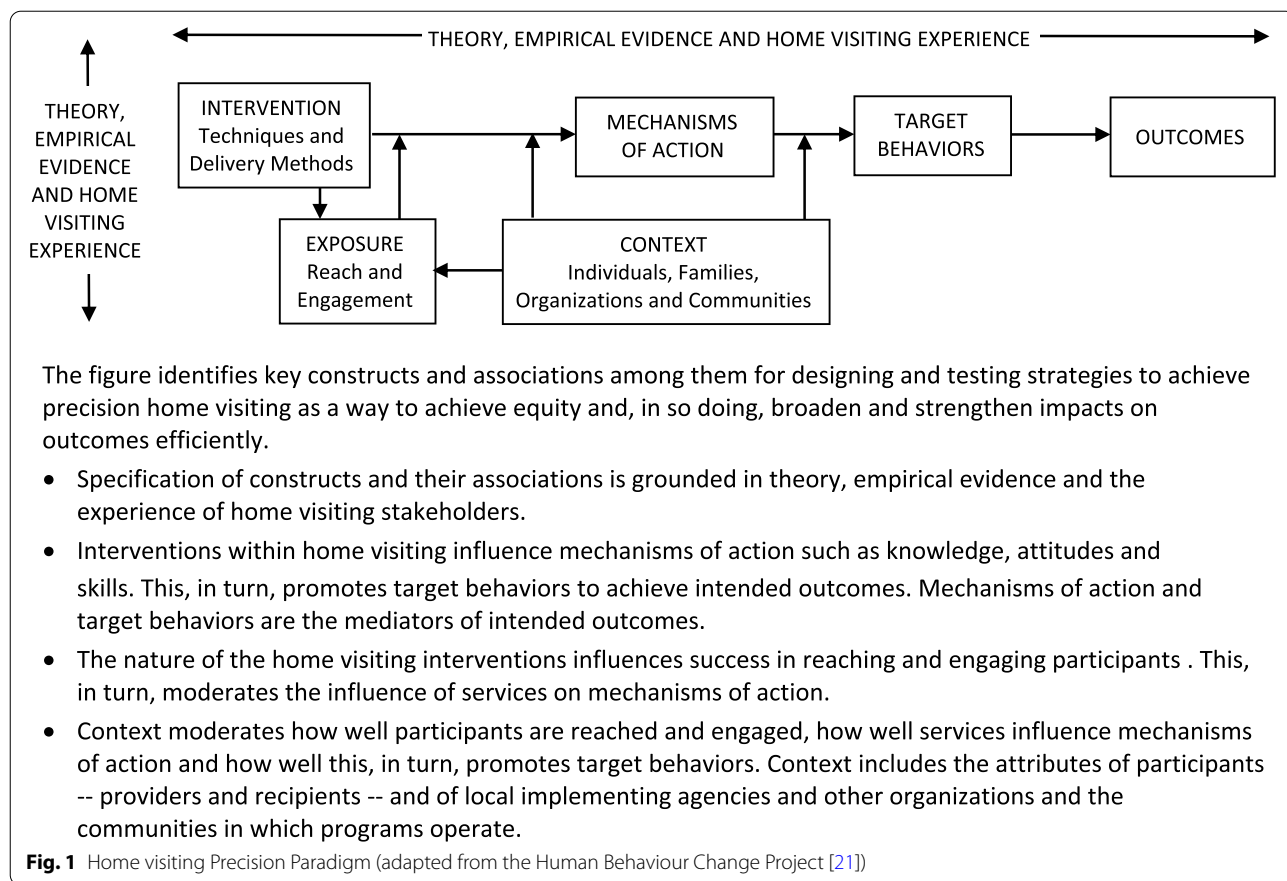 THEORY, EMPIRICAL EVIDENCE AND HOME VISITING EXPERIENCE
THEORY,
EMPIRICAL
EVIDENCE
AND HOME
VISITING
EXPERIENCE
INTERVENTION
Techniques and
Delivery Methods
MECHANISMS
OF ACTION
TARGET
BEHAVIORS
OUTCOMES
EXPOSURE
Reach and
Engagement
CONTEXT
Individuals, Families,
Organizations and Communities
The figure identifies key constructs and associations among them for designing and testing strategies to achieve
precision home visiting as a way to achieve equity and, in so doing, broaden and strengthen impacts on
outcomes efficiently.
• Specification of constructs and their associations is grounded in theory, empirical evidence and the
experience of home visiting stakeholders.
• Interventions within home visiting influence mechanisms of action such as knowledge, attitudes and
skills. This, in turn, promotes target behaviors to achieve intended outcomes. Mechanisms of action and
target behaviors are the mediators of intended outcomes.
• The nature of the home visiting interventions influences success in reaching and engaging participants . This,
in turn, moderates the influence of services on mechanisms of action.
• Context moderates how well participants are reached and engaged, how well services influence mechanisms
of action and how well this, in turn, promotes target behaviors. Context includes the attributes of participants
-- providers and recipients -- and of local implementing agencies and other organizations and the
communities in which programs operate.
Fig. 1 Home visiting Precision Paradigm (adapted from the Human Behaviour Change Project [21])